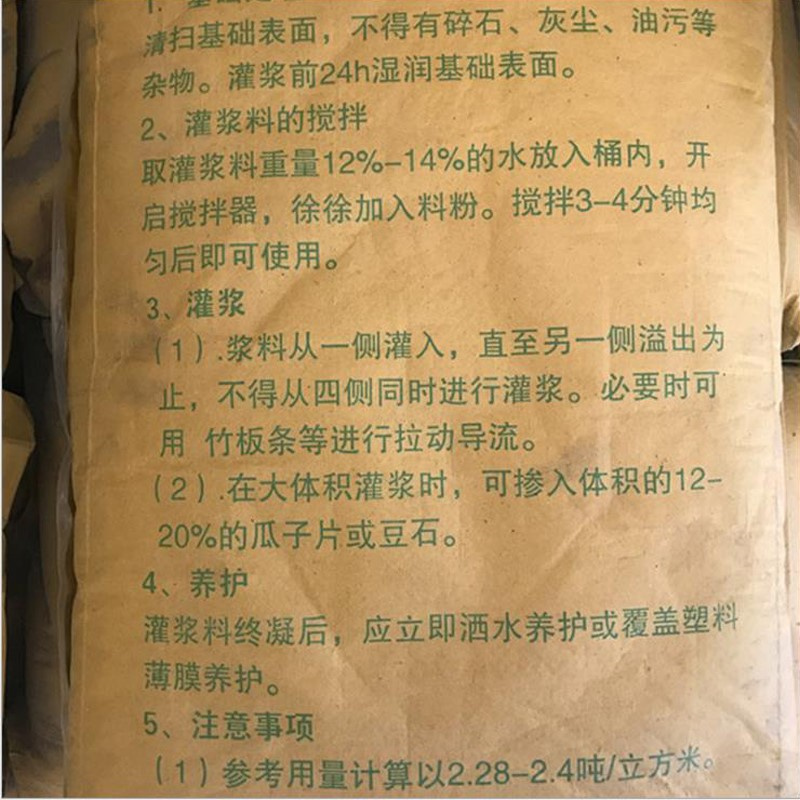 1. 基础处理
清扫基础表面，不得有碎石、灰尘、油污等
杂物。灌浆前24h湿润基础表面。
2、灌浆料的搅拌
取灌浆料重量12%-14%的水放入桶内，开
启搅拌器，徐徐加入料粉。搅拌3-4分钟均
匀后即可使用。
3、灌浆
（1）.浆料从一侧灌入，直至另一侧溢出为
止，不得从四侧同时进行灌浆。必要时可
用 竹板条等进行拉动导流。
（2）.在大体积灌浆时，可掺入体积的12-
20%的瓜子片或豆石。
4、养护
灌浆料终凝后，应立即洒水养护或覆盖塑料
薄膜养护。
5、注意事项
（1）参考用量计算以2.28-2.4吨/立方米。